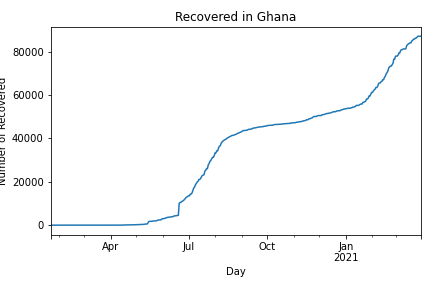 Recovered in Ghana
Number of Recovered
80000
60000
40000
20000
0
Apr
Jul
Oct
Jan
2021
Day